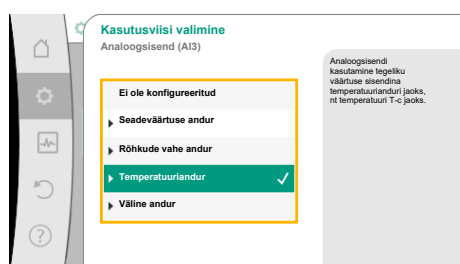 Kasutusviisi valimine
Analoogsisend (AI3)
Ei ole konfigureeritud
Seadeväärtuse andur
Rõhkude vahe andur
Temperatuuriandur
Väline andur
Analoogsisendi
kasutamine tegeliku
väärtuse sisendina
temperatuurianduri jaoks,
nt temperatuuri T-c jaoks.
?